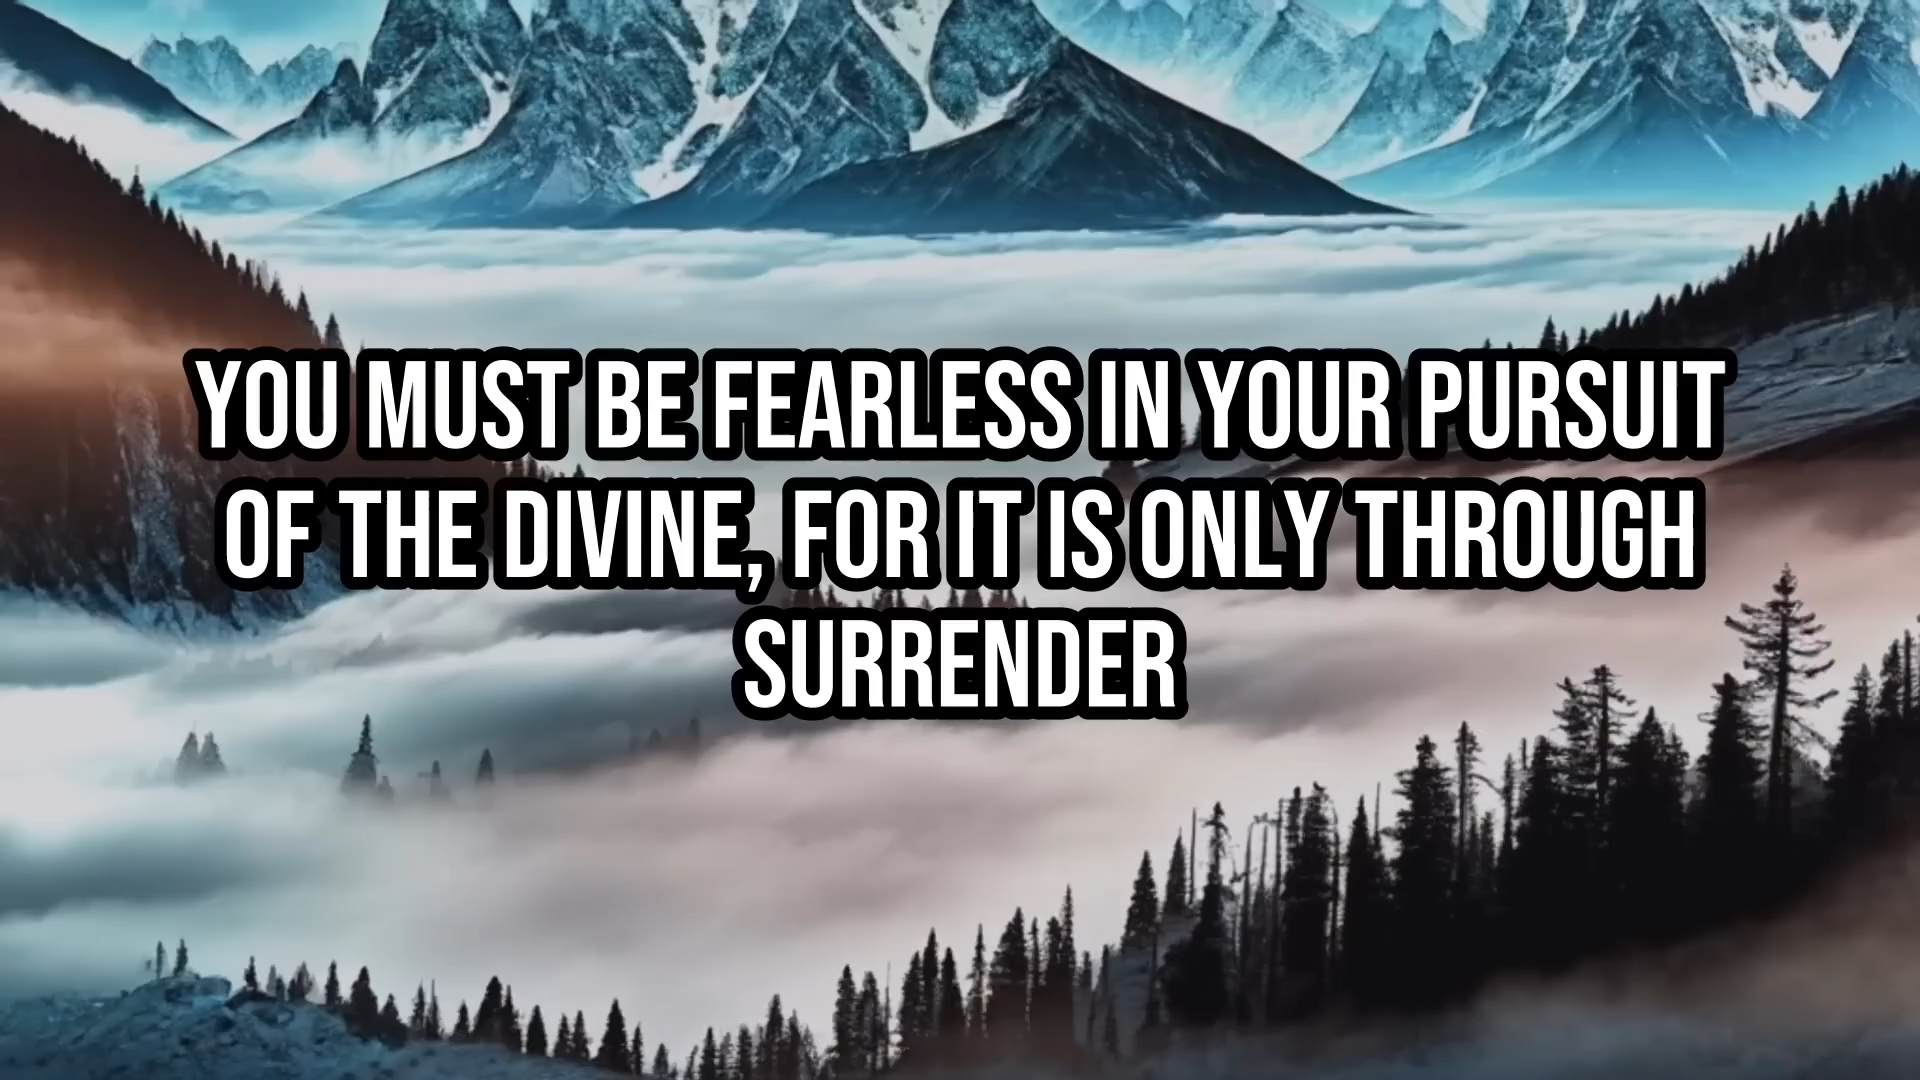 YOU MUST BE FEARLESS IN YOUR PURSUIT
OF THE DIVINE, FOR IT IS ONLY THROUGH
SURRENDER